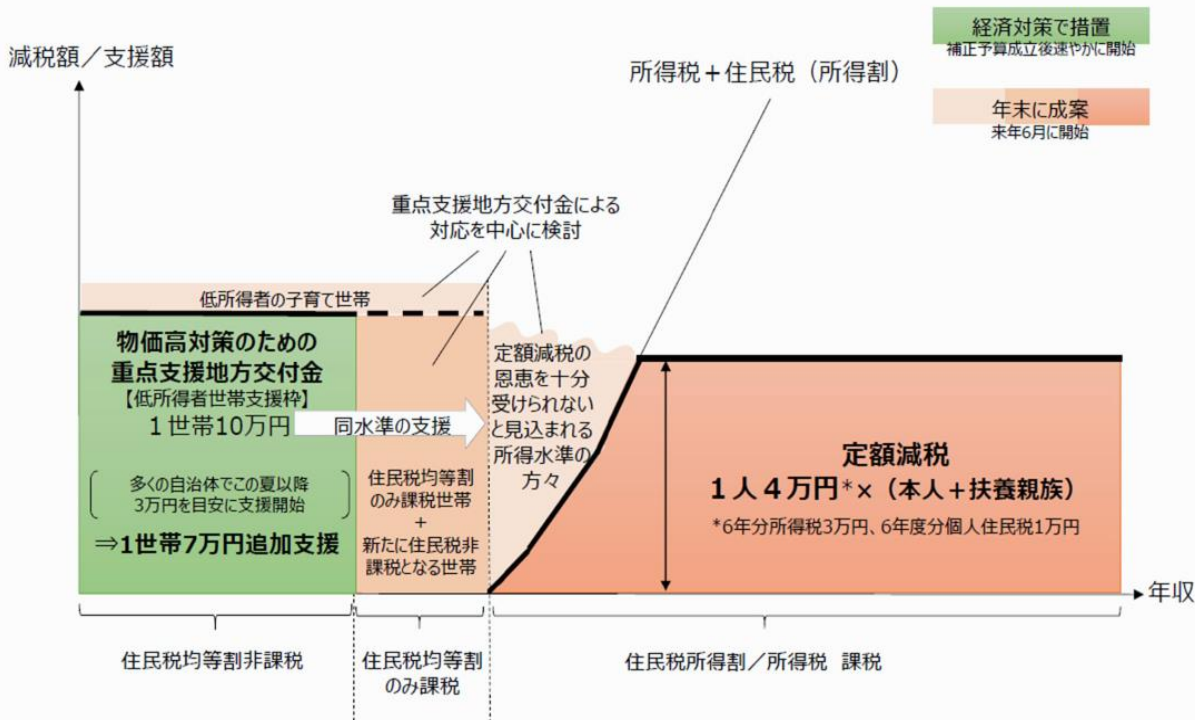 減税額／支援額
経済対策で措置
補正予算成立後速やかに開始
年末に成案
来年6月に開始
所得税＋住民税（所得割）
重点支援地方交付金による
対応を中心に検討
低所得者の子育て世帯
物価高対策のための
重点支援地方交付金
【低所得者世帯支援枠】
１世帯10万円
多くの自治体でこの夏以降
3万円を目安に支援開始
⇒1世帯7万円追加支援
同水準の支援
住民税均等割
のみ課税世帯
+
新たに住民税非
課税となる世帯
定額減税の
恩恵を十分
受けられない
と見込まれる
所得水準の
方々
定額減税
１人４万円*×（本人＋扶養親族）
*6年分所得税3万円、6年度分個人住民税1万円
年収
住民税均等割非課税
住民税均等割
のみ課税
住民税所得割／所得税 課税